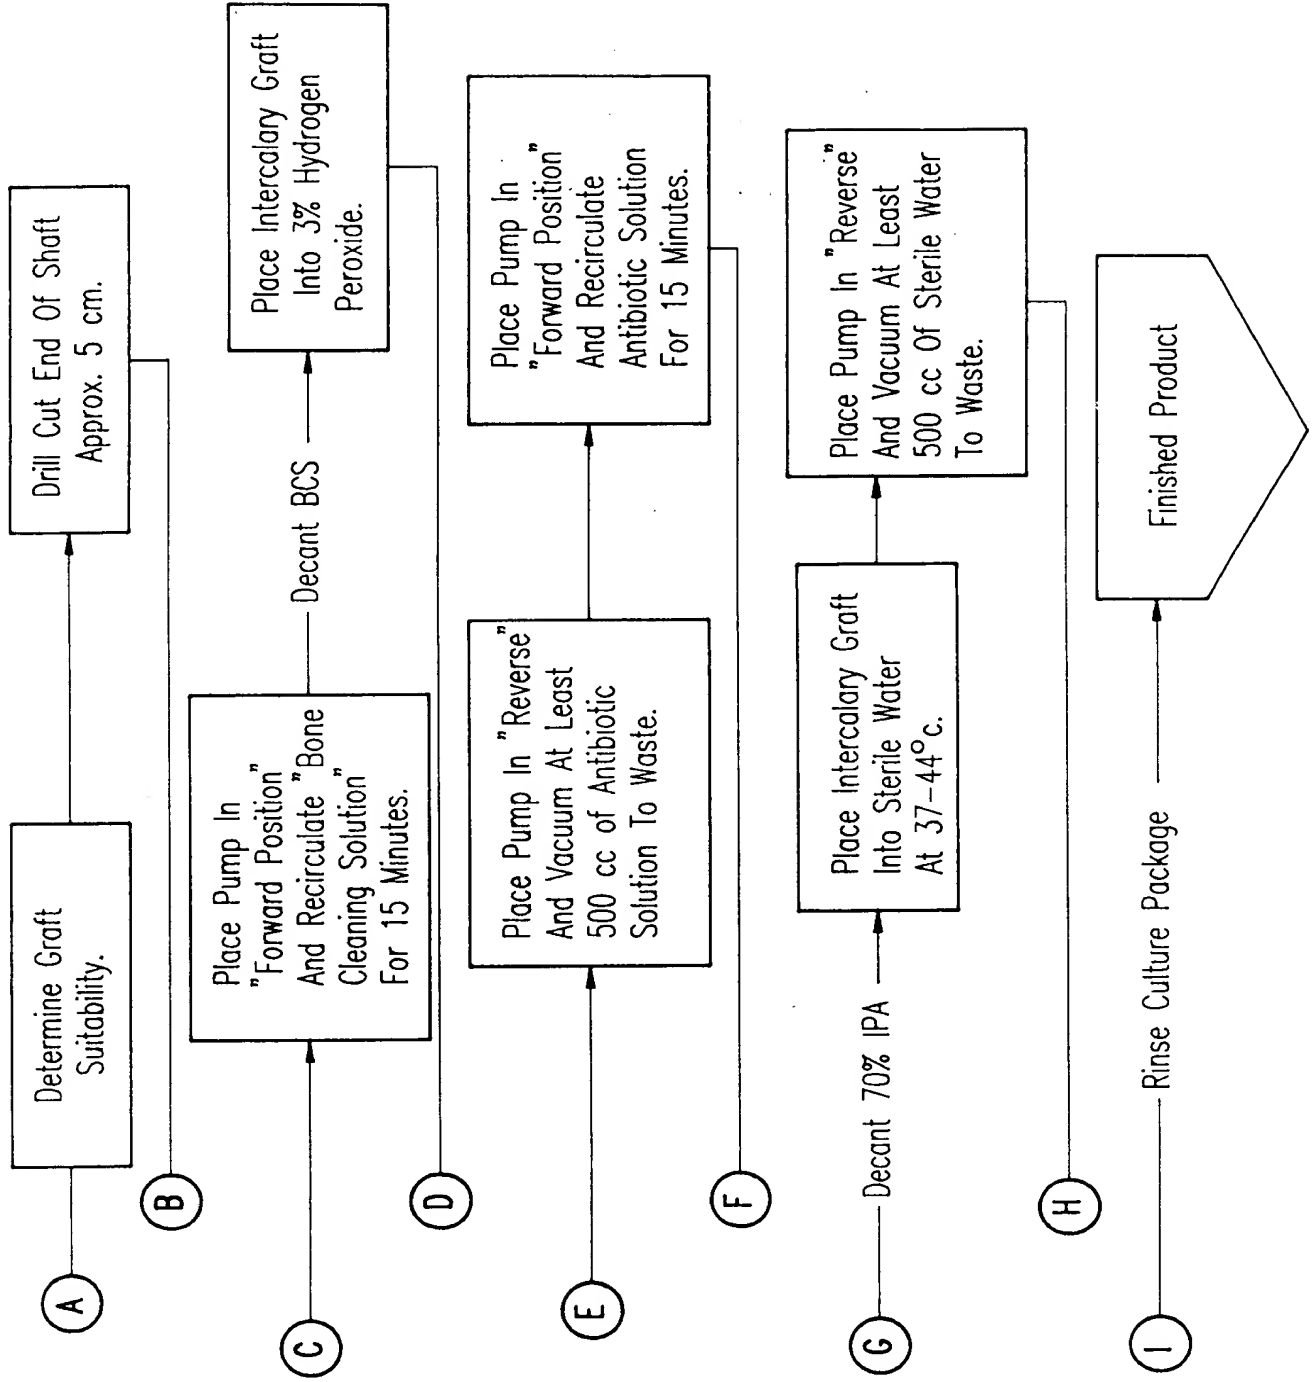 A
Determine Graft
Suitability.
Drill Cut End Of Shaft
Approx. 5 cm.
B
C
Place Pump In
"Forward Position"
And Recirculate "Bone
Cleaning Solution"
For 15 Minutes.
Decant BCS
Place Intercalary Graft
Into 3% Hydrogen
Peroxide.
D
E
Place Pump In "Reverse"
And Vacuum At Least
500 cc of Antibiotic
Solution To Waste.
Place Pump In
"Forward Position"
And Recirculate
Antibiotic Solution
For 15 Minutes.
F
G
Decant 70% IPA
Place Intercalary Graft
Into Sterile Water
At 37-44°c.
Place Pump In "Reverse"
And Vacuum At Least
500 cc Of Sterile Water
To Waste.
H
I
Rinse Culture Package
Finished Product